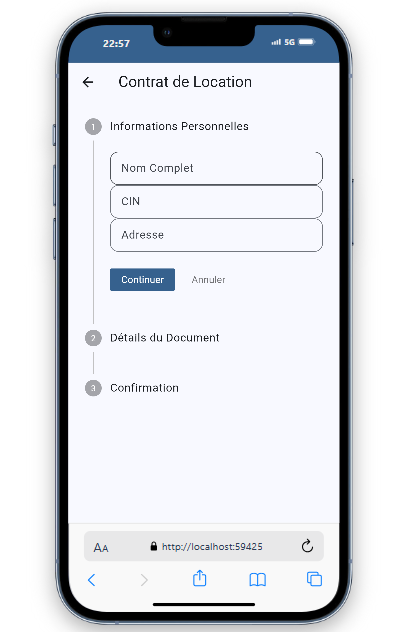 22:57
5G
Contrat de Location
1 Informations Personnelles
Nom Complet
CIN
Adresse
Continuer Annuler
2 Détails du Document
3 Confirmation
AA http://localhost:59425